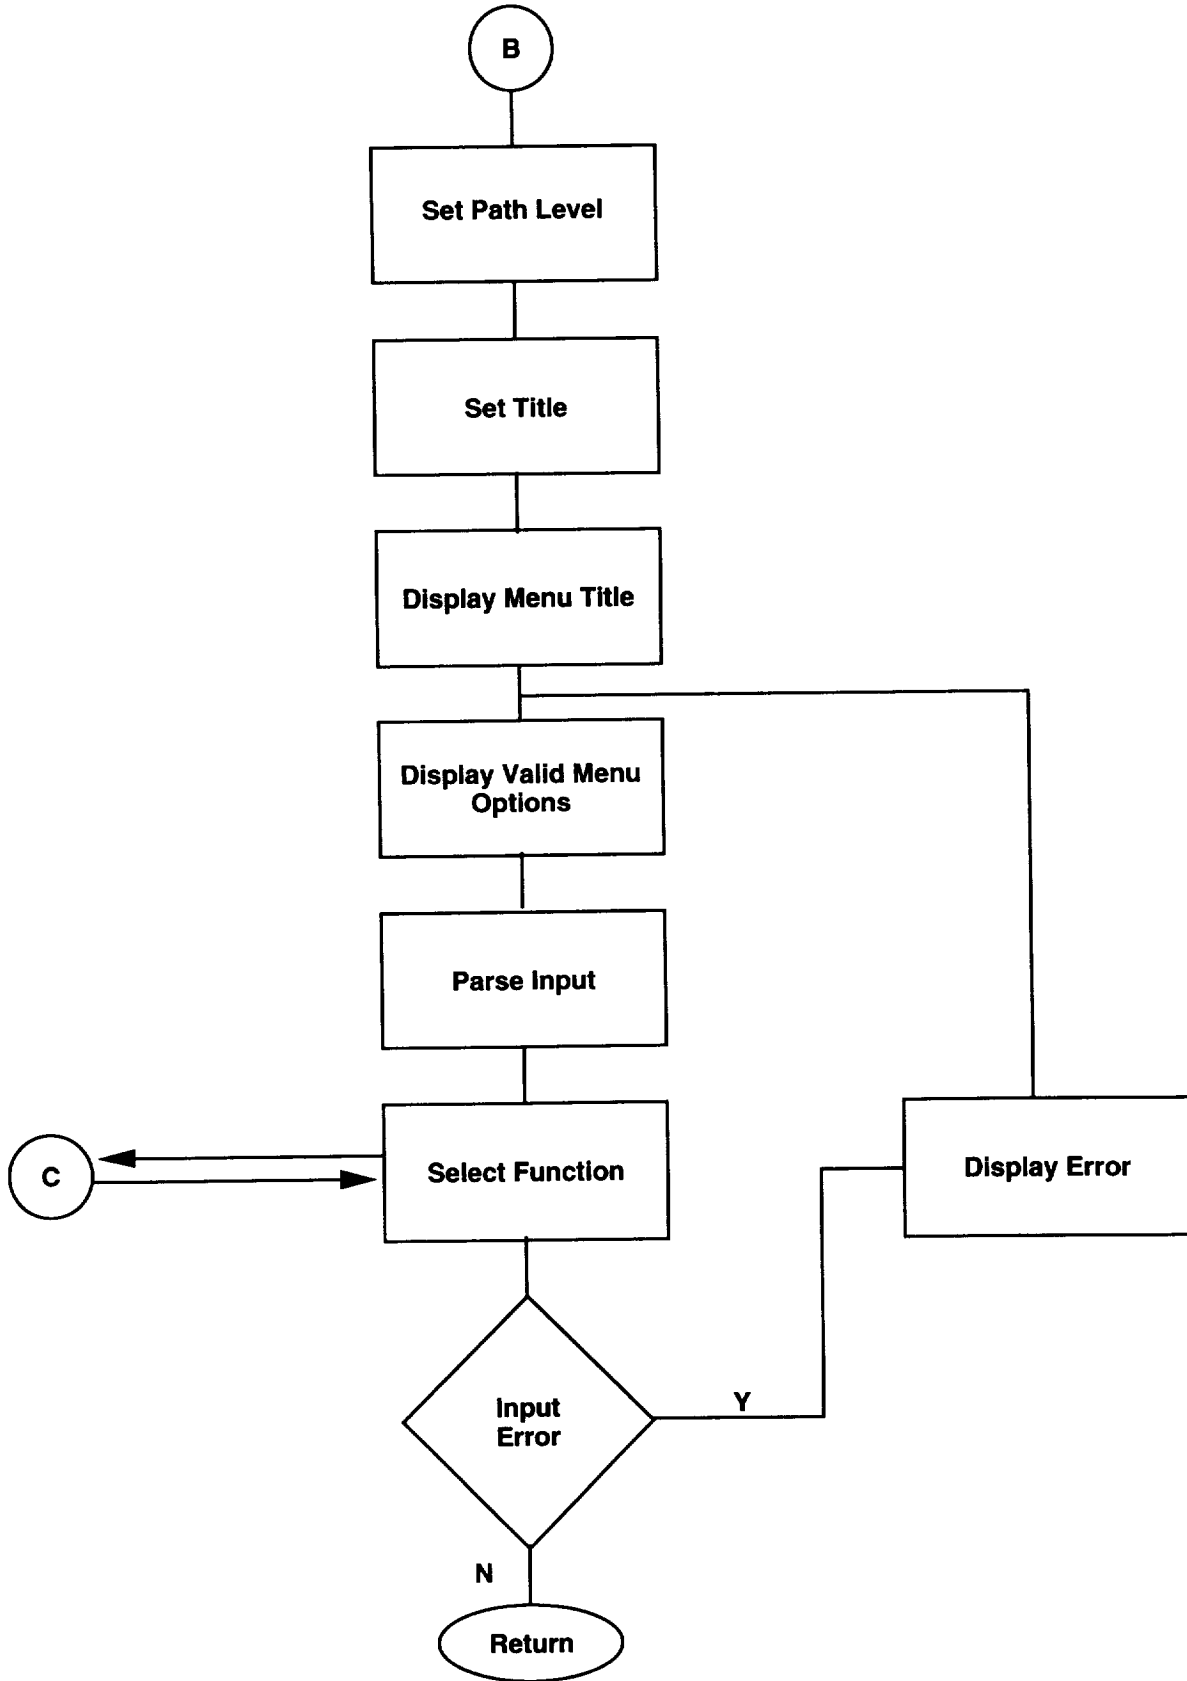 B
Set Path Level
Set Title
Display Menu Title
Display Valid Menu
Options
Parse Input
C
Select Function
Display Error
Input
Error
Y
N
Return